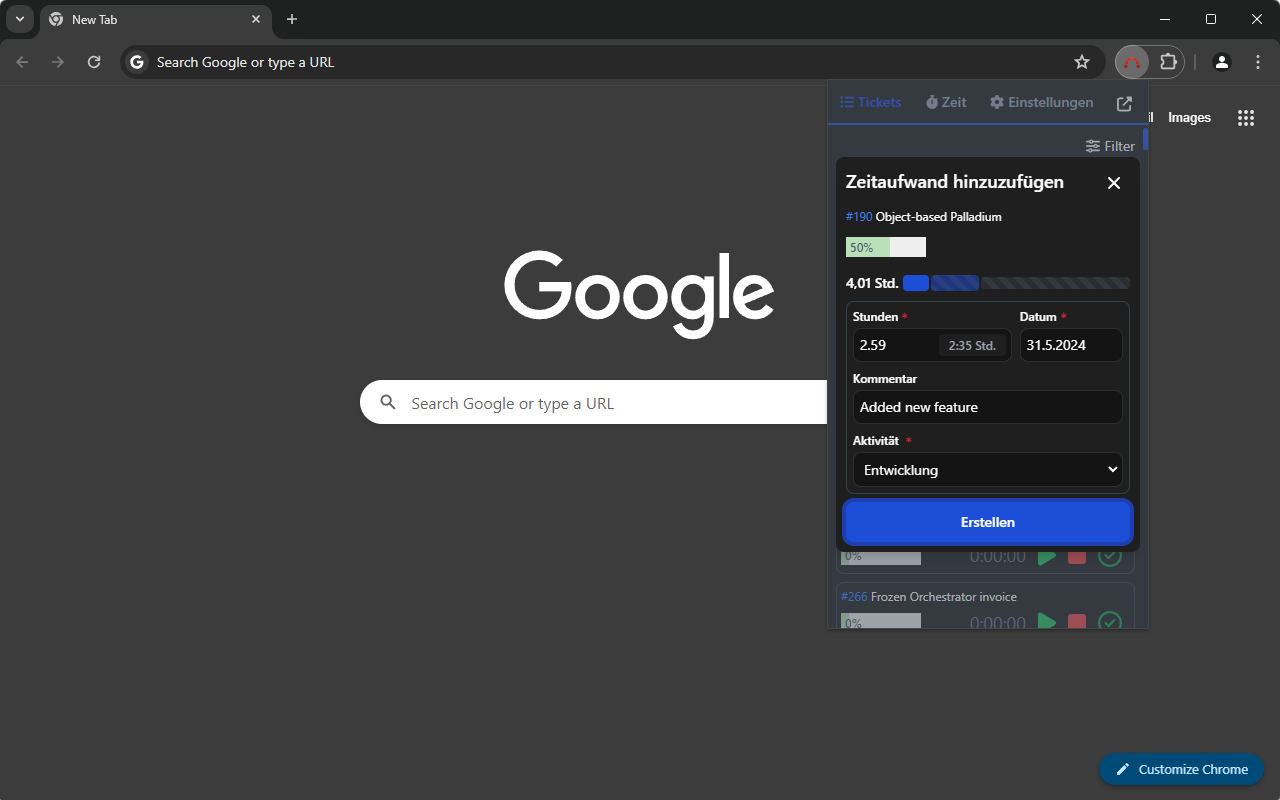 New Tab
Search Google or type a URL
Tickets Zeit Einstellungen
il Images
Filter
Zeitaufwand hinzuzufügen
#190 Object-based Palladium
50%
Google
4,01 Std.
Stunden * Datum *
2.59 2:35 Std. 31.5.2024
Kommentar
Search Google or type a URL
Added new feature
Aktivität *
Entwicklung
Erstellen
0% 0:00:00
#266 Frozen Orchestrator invoice
0% 0:00:00
Customize Chrome